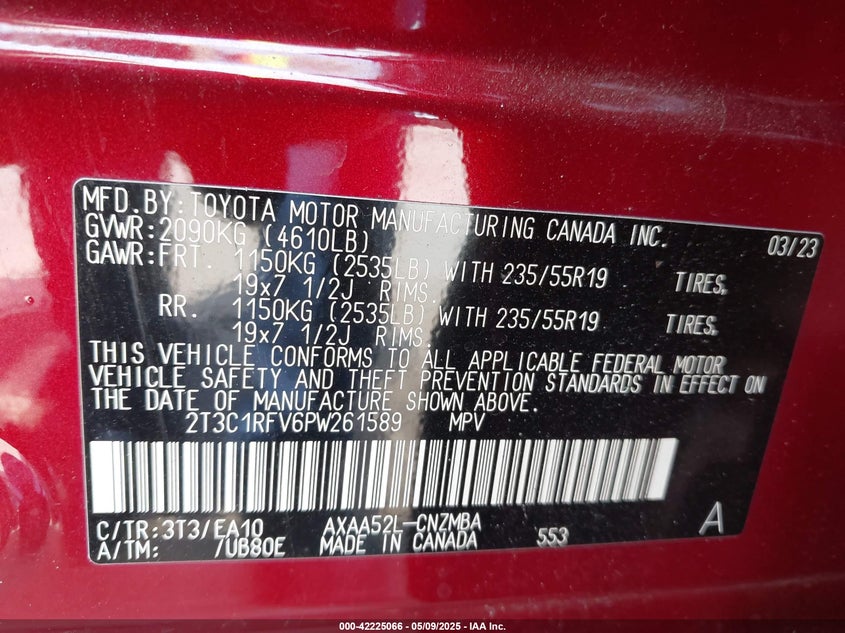 MFD.BY:TOYOTA MOTOR MANUFACTURING CANADA INC.
GVWR:2090KG (4610LB) 03/23
GAWR:FRT. 1150KG (2535LB) WITH 235/55R19 TIRES,
19x7 1/2J RIMS.
RR. 1150KG (2535LB) WITH 235/55R19 TIRES,
19x7 1/2J RIMS.
THIS VEHICLE CONFORMS TO ALL APPLICABLE FEDERAL MOTOR
VEHICLE SAFETY AND THEFT PREVENTION STANDARDS IN EFFECT ON
THE DATE OF MANUFACTURE SHOWN ABOVE.
2T3C1RFV6PW261589 MPV
C/TR:3T3/EA10 AXAA52L-CNZMBA A
A/TM: /UB80E MADE IN CANADA 553
000-42225066 - 05/09/2025 - IAA Inc.